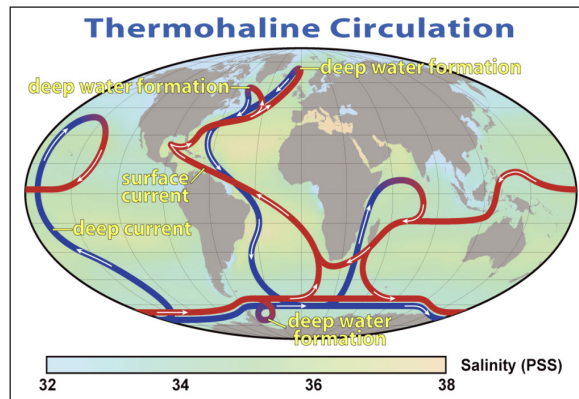 Thermohaline Circulation
deep water formation
deep water formation
surface
current
deep current
deep water
formation
Salinity (PSS)
32 34 36 38